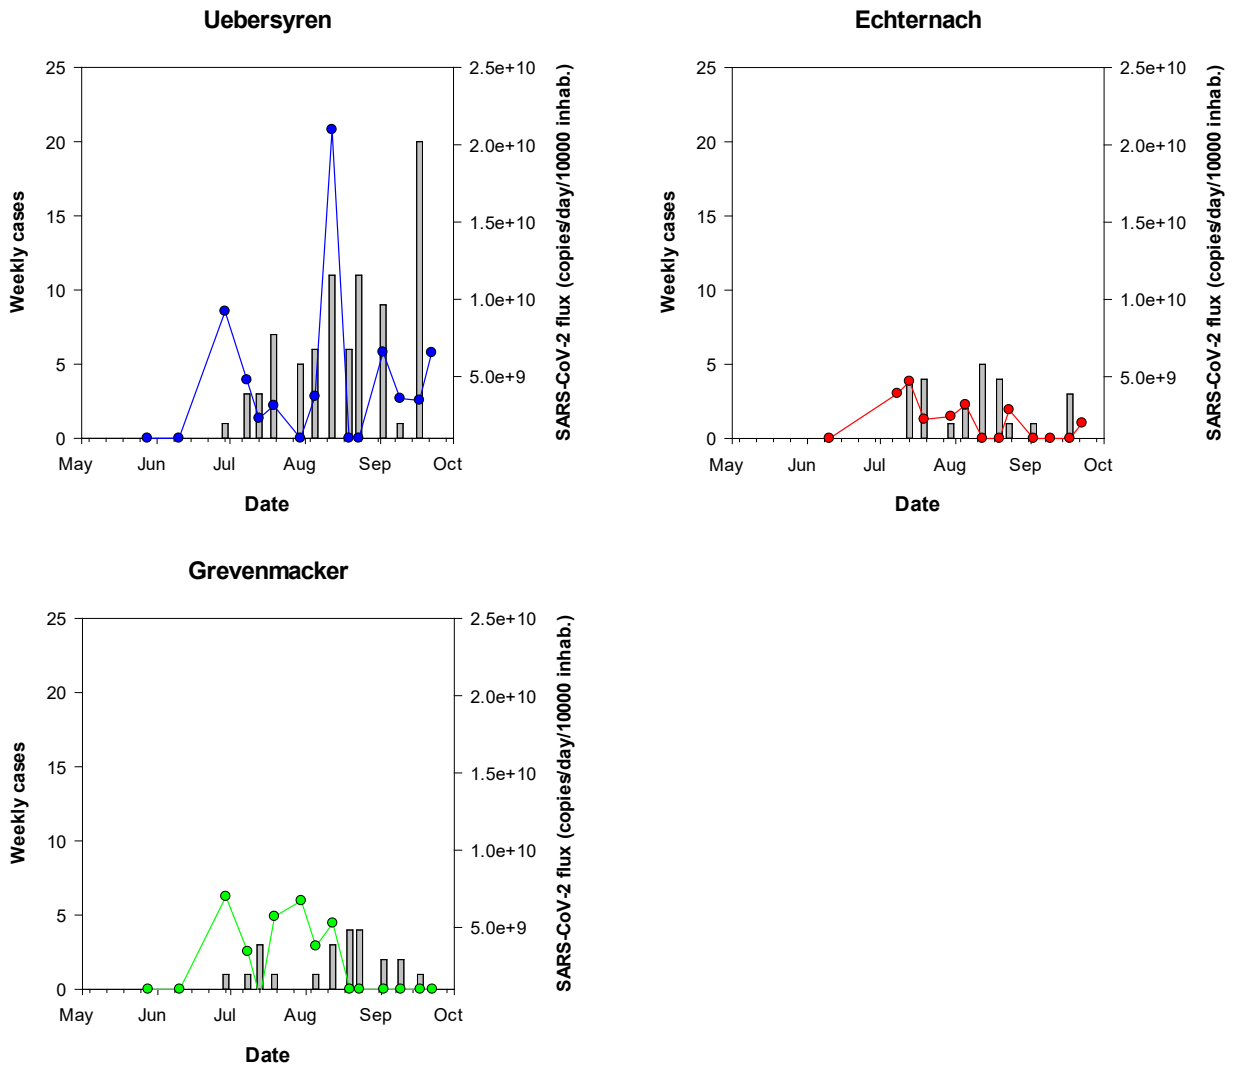 Uebersyren
Weekly cases
25
20
15
10
5
0
2.5e+10
2.0e+10
1.5e+10
1.0e+10
5.0e+9
SARS-CoV-2 flux (copies/day/10000 inhab.)
May Jun Jul Aug Sep Oct
Date
Echternach
Weekly cases
25
20
15
10
5
0
2.5e+10
2.0e+10
1.5e+10
1.0e+10
5.0e+9
SARS-CoV-2 flux (copies/day/10000 inhab.)
May Jun Jul Aug Sep Oct
Date
Grevenmacker
Weekly cases
25
20
15
10
5
0
2.5e+10
2.0e+10
1.5e+10
1.0e+10
5.0e+9
SARS-CoV-2 flux (copies/day/10000 inhab.)
May Jun Jul Aug Sep Oct
Date